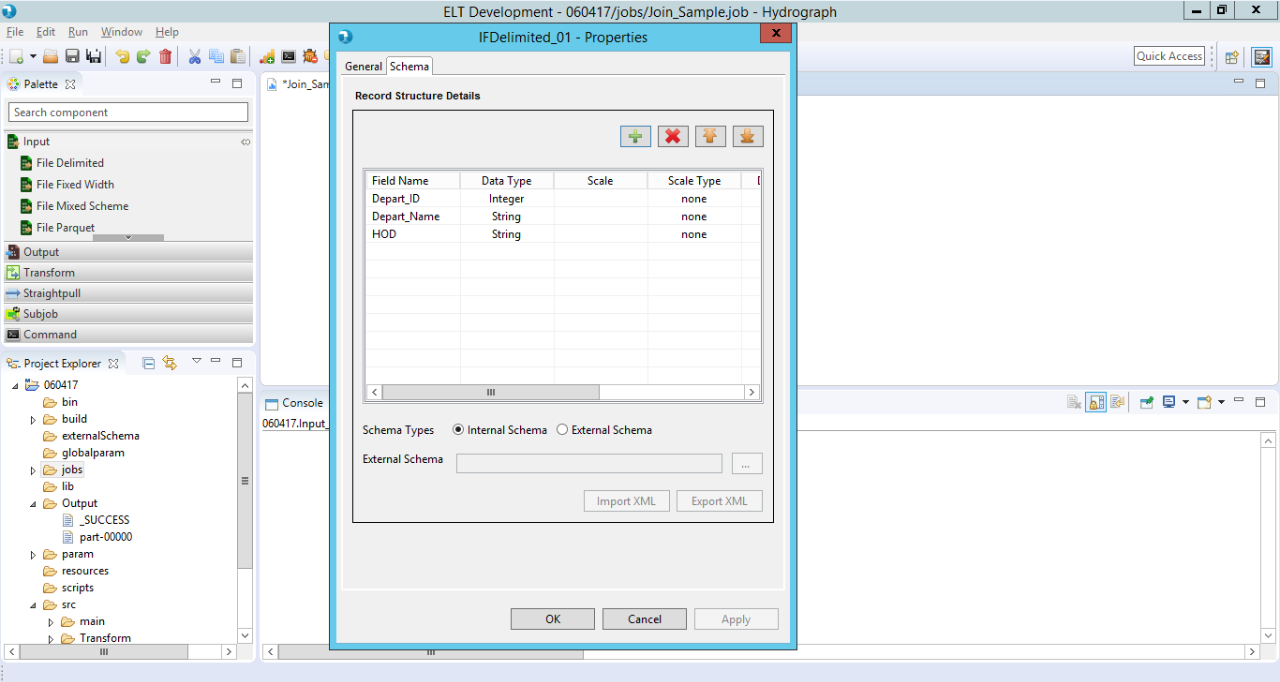 ELT Development - 060417/jobs/Join_Sample.job - Hydrograph
File Edit Run Window Help
Quick Access
Palette
Search component
Input
File Delimited
File Fixed Width
File Mixed Scheme
File Parquet
Output
Transform
Straightpull
Subjob
Command
Project Explorer
060417
bin
build
externalSchema
globalparam
jobs
lib
Output
_SUCCESS
part-00000
param
resources
scripts
src
main
Transform
*Join_Sam
Console
060417.Input_
IFDelimited_01 - Properties
General Schema
Record Structure Details
Field Name Data Type Scale Scale Type
Depart_ID Integer none
Depart_Name String none
HOD String none
Schema Types Internal Schema External Schema
External Schema ...
Import XML Export XML
OK Cancel Apply